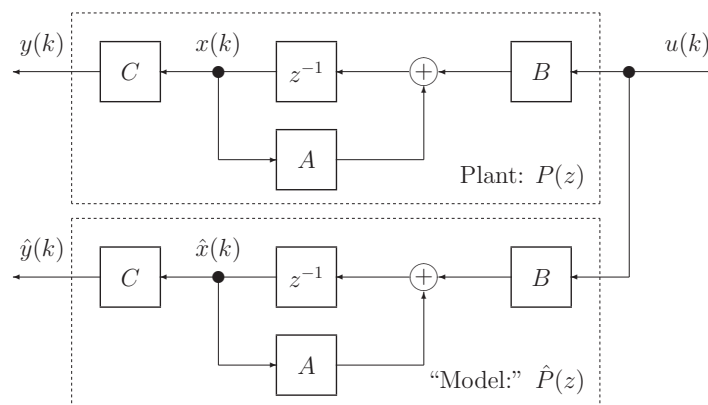 y(k) x(k) u(k)
C z⁻¹ + B
A
Plant: P(z)
ŷ(k) x̂(k)
C z⁻¹ + B
A
“Model:” P̂(z)